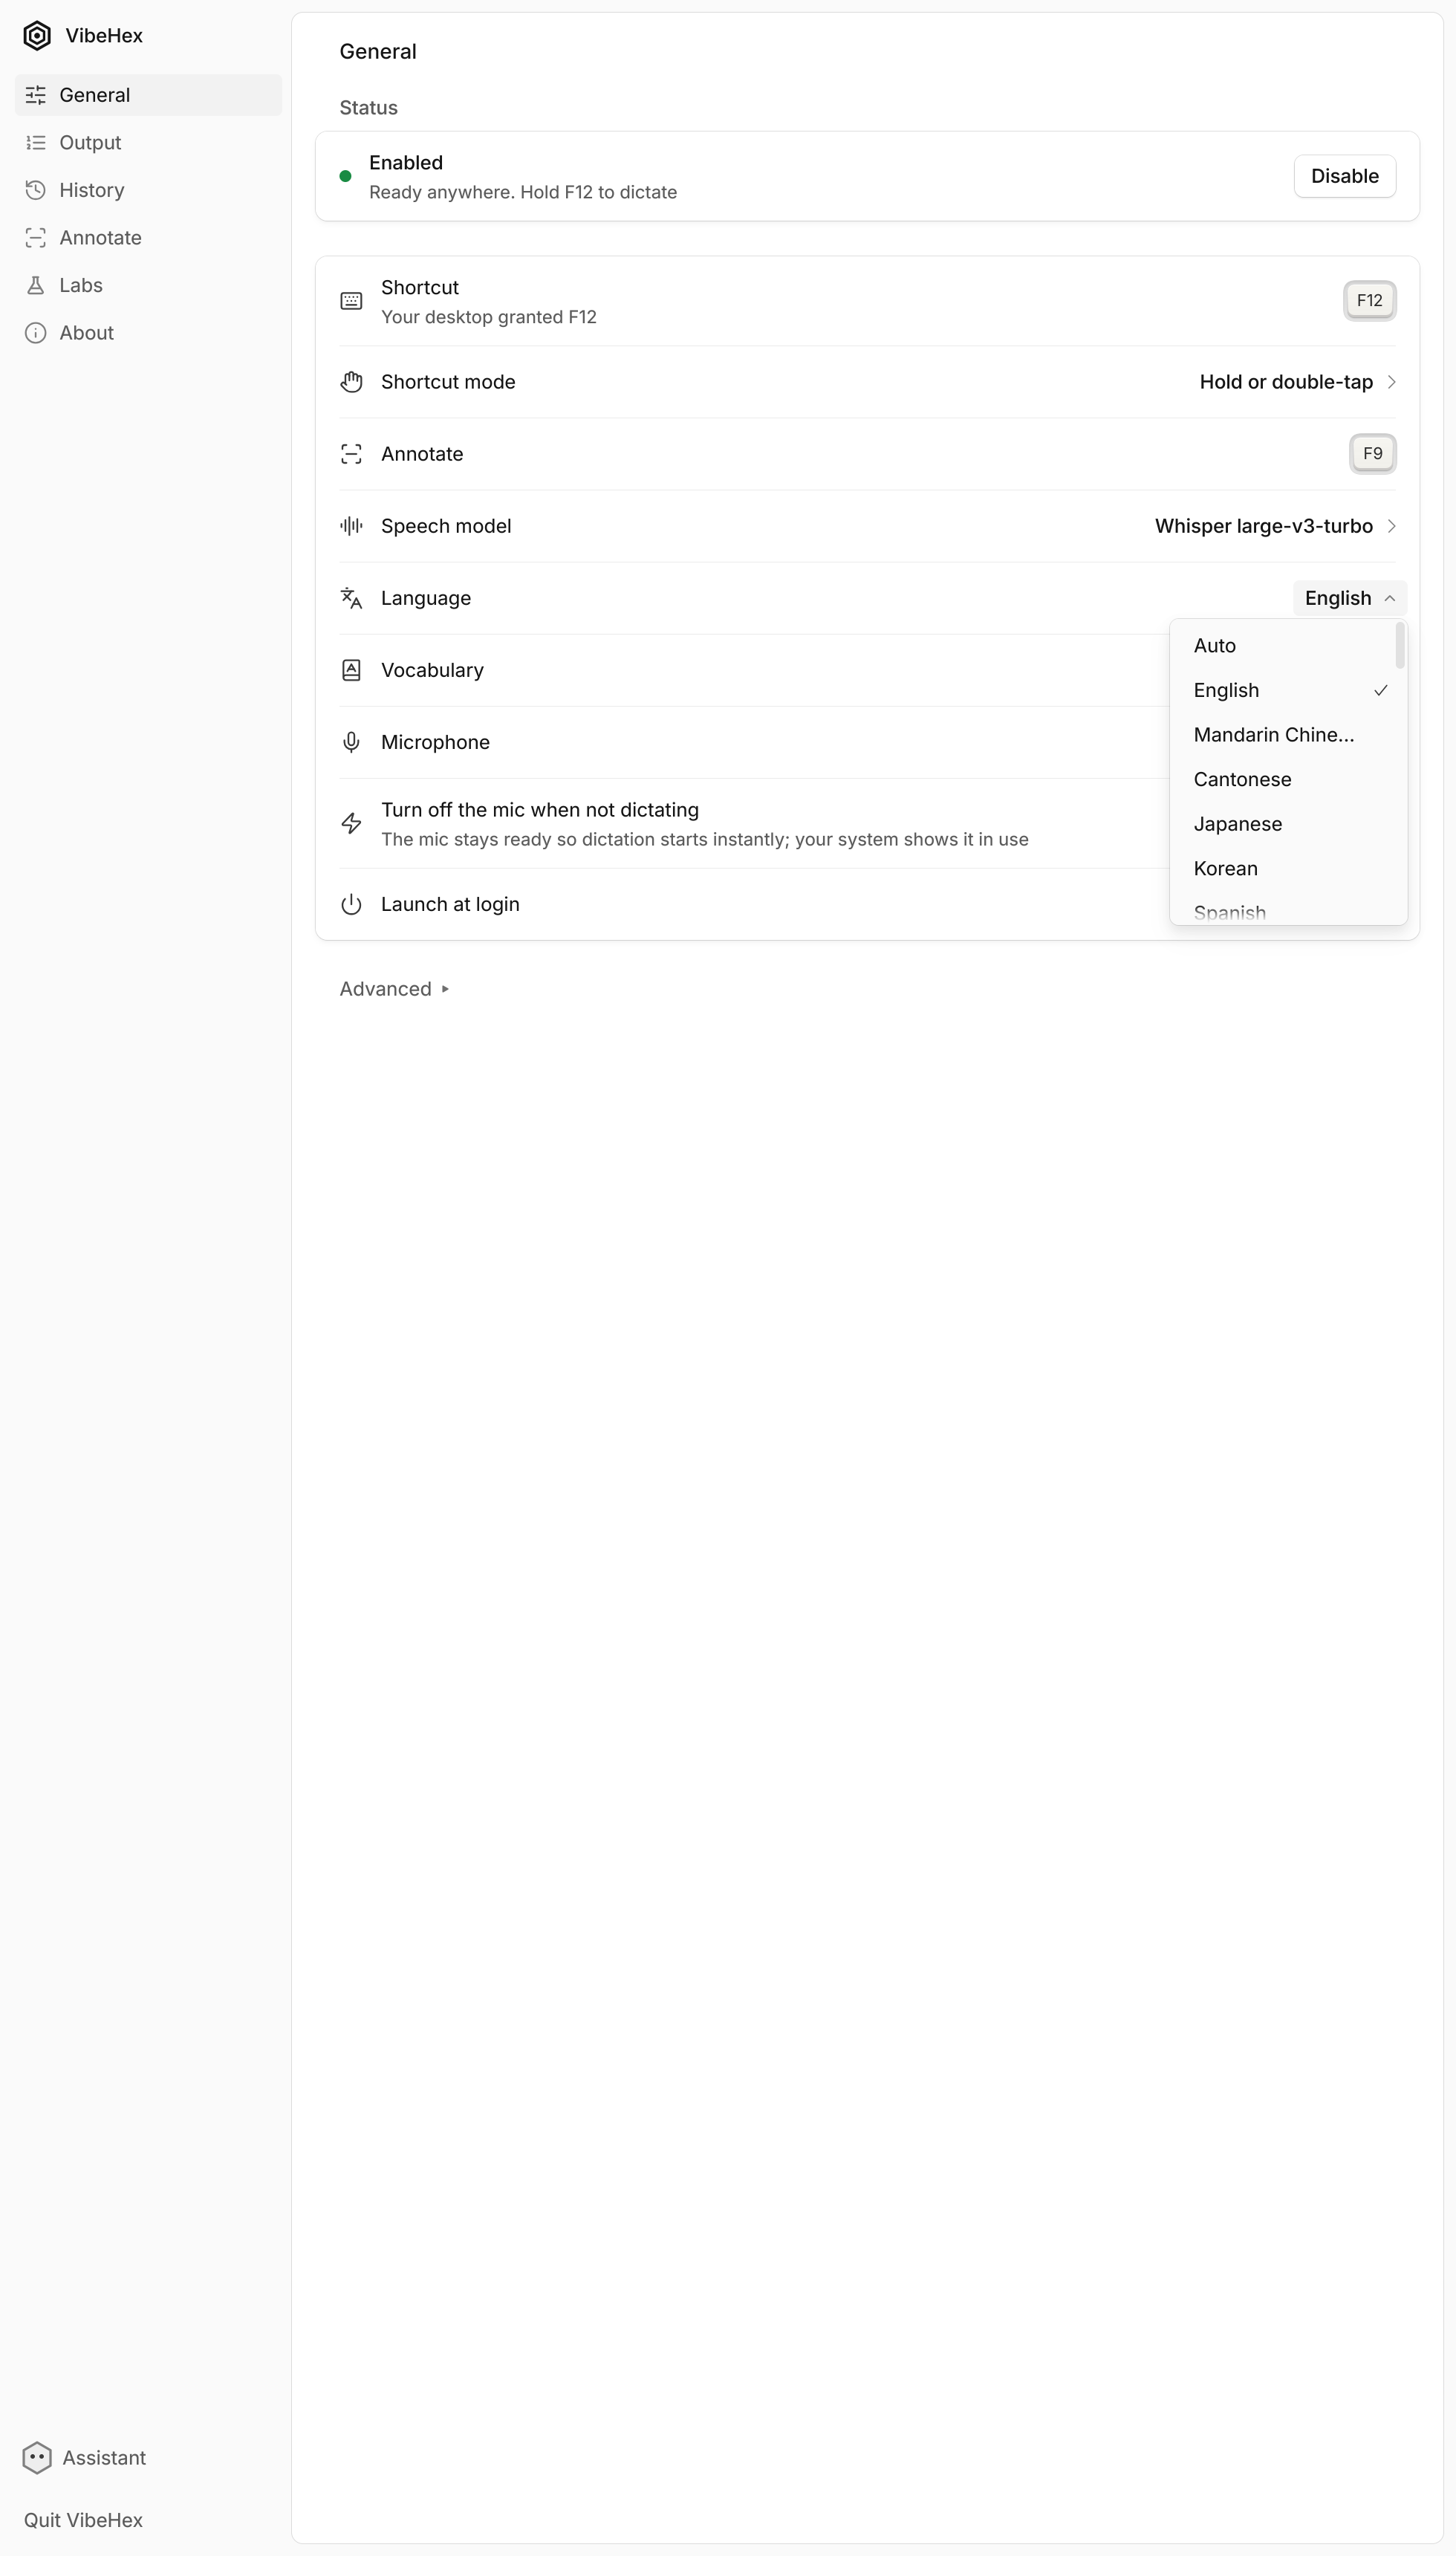 VibeHex
General
Output
History
Annotate
Labs
About
Assistant
Quit VibeHex
General
Status
Enabled
Ready anywhere. Hold F12 to dictate
Disable
Shortcut
Your desktop granted F12
F12
Shortcut mode
Hold or double-tap
Annotate
F9
Speech model
Whisper large-v3-turbo
Language
English
Auto
English
Mandarin Chine...
Cantonese
Japanese
Korean
Spanish
Vocabulary
Microphone
Turn off the mic when not dictating
The mic stays ready so dictation starts instantly; your system shows it in use
Launch at login
Advanced